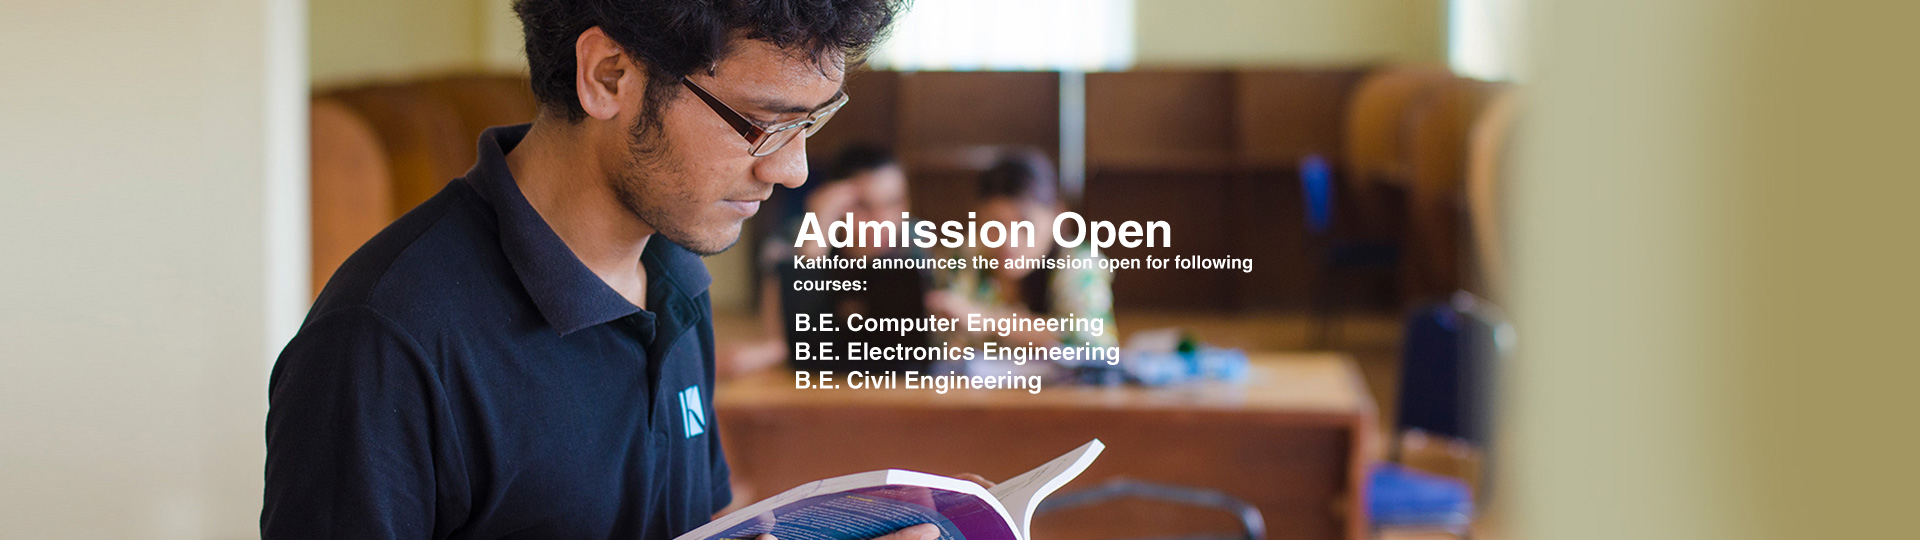 Admission Open
Kathford announces the admission open for following
courses:
B.E. Computer Engineering
B.E. Electronics Engineering
B.E. Civil Engineering